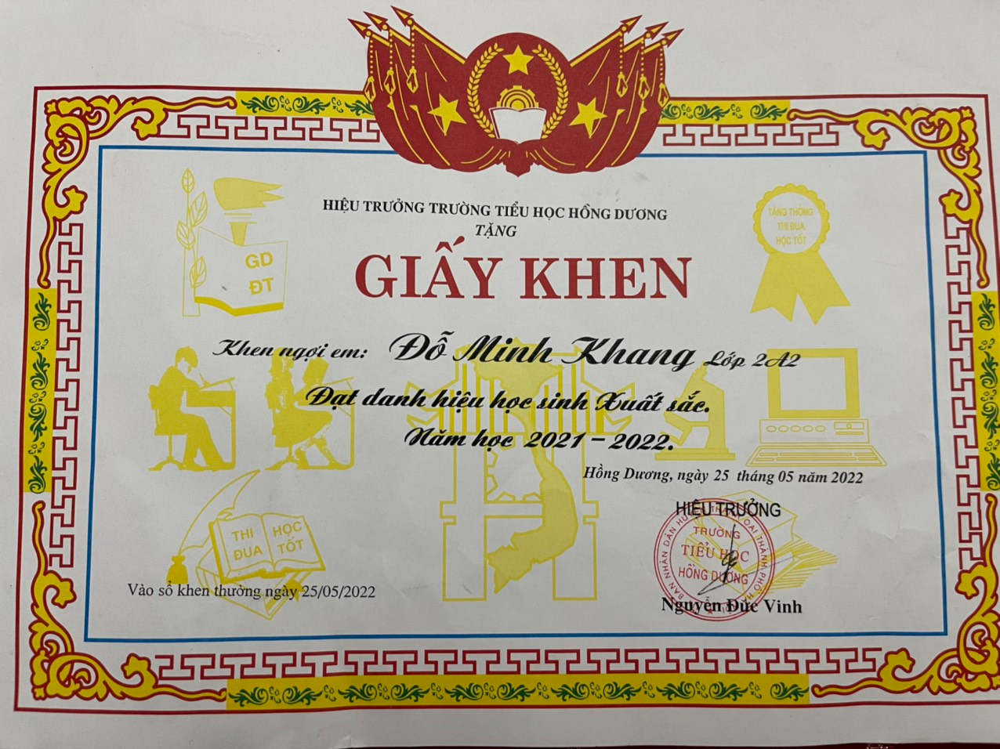 HIỆU TRƯỞNG TRƯỜNG TIỂU HỌC HỒNG DƯƠNG
TẶNG
GIẤY KHEN
GD
ĐT
TẶNG THƯỞNG
THI ĐUA
HỌC TỐT
Khen ngợi em: Đỗ Minh Khang Lớp 2A2
Đạt danh hiệu học sinh Xuất sắc.
Năm học 2021 – 2022.
Hồng Dương, ngày 25 tháng 05 năm 2022
HIỆU TRƯỞNG
TRƯỜNG
TIỂU HỌC
HỒNG DƯƠNG
Nguyễn Đức Vinh
THI ĐUA
HỌC TỐT
Vào sổ khen thưởng ngày 25/05/2022